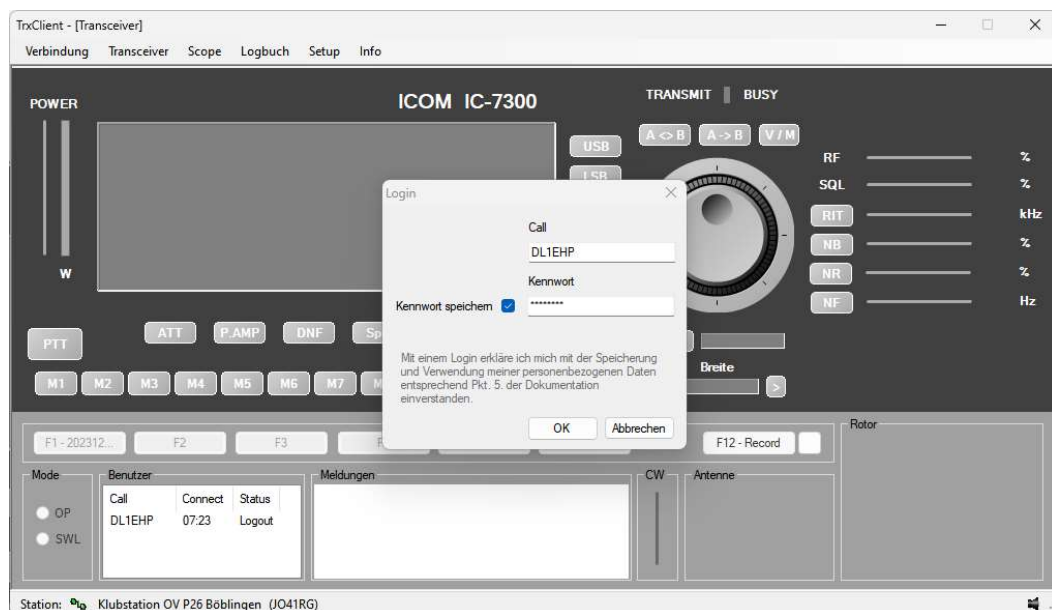 TrxClient - [Transceiver]
Verbindung Transceiver Scope Logbuch Setup Info
POWER
ICOM IC-7300
TRANSMIT BUSY
A <> B A -> B V / M
USB
LSB
RF %
SQL %
RIT kHz
NB %
NR %
NF Hz
W
Login
Call
DL1EHP
Kennwort
Kennwort speichern ********
Mit einem Login erkläre ich mich mit der Speicherung
und Verwendung meiner personenbezogenen Daten
entsprechend Pkt. 5. der Dokumentation
einverstanden.
OK Abbrechen
PTT
ATT P.AMP DNF
M1 M2 M3 M4 M5 M6 M7
Breite
>
F1 - 202312... F2 F3 F12 - Record
Rotor
Mode
OP
SWL
Benutzer
Call Connect Status
DL1EHP 07:23 Logout
Meldungen
CW
Antenne
Station: Klubstation OV P26 Böblingen (JO41RG)